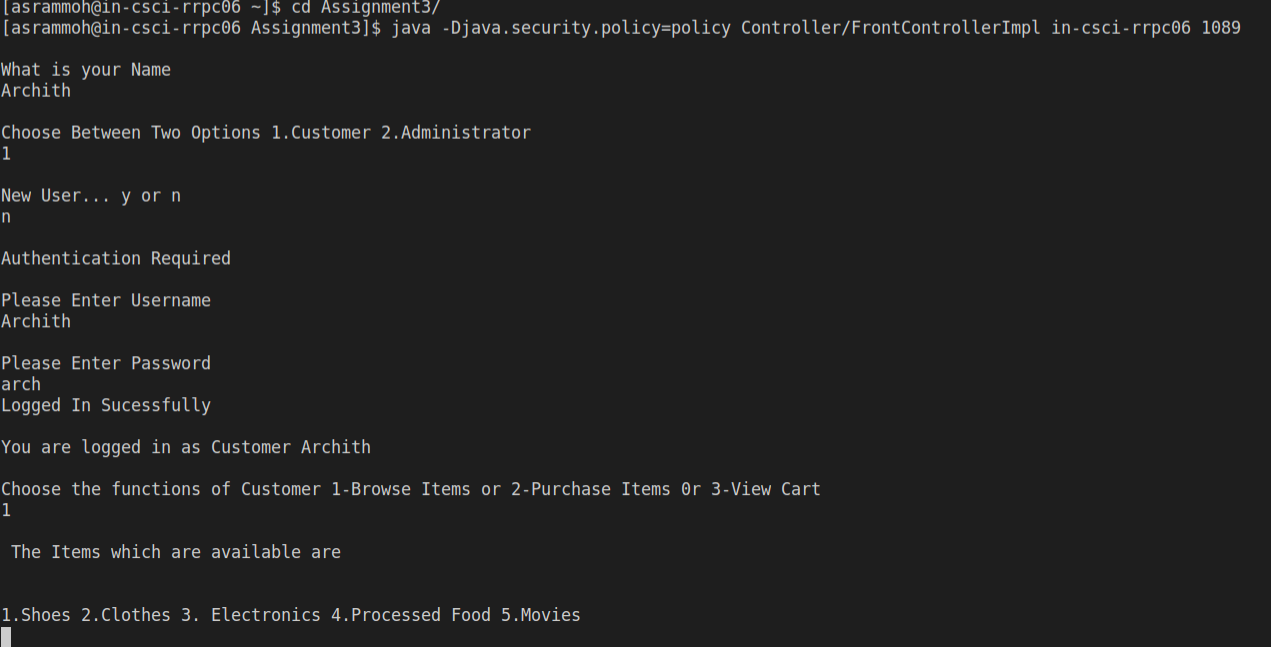 [asrammoh@in-csci-rrpc06 ~]$ cd Assignment3/
[asrammoh@in-csci-rrpc06 Assignment3]$ java -Djava.security.policy=policy Controller/FrontControllerImpl in-csci-rrpc06 1089
What is your Name
Archith
Choose Between Two Options 1.Customer 2.Administrator
1
New User... y or n
n
Authentication Required
Please Enter Username
Archith
Please Enter Password
arch
Logged In Sucessfully
You are logged in as Customer Archith
Choose the functions of Customer 1-Browse Items or 2-Purchase Items 0r 3-View Cart
1
The Items which are available are
1.Shoes 2.Clothes 3. Electronics 4.Processed Food 5.Movies